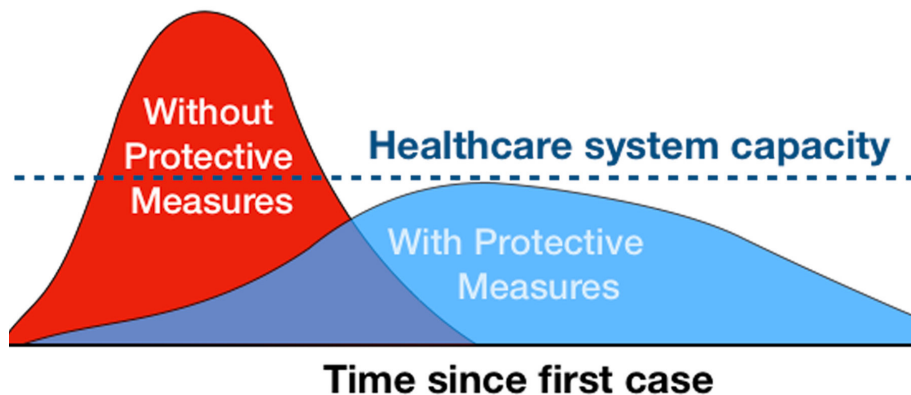 Without
Protective
Measures
Healthcare system capacity
With Protective
Measures
Time since first case